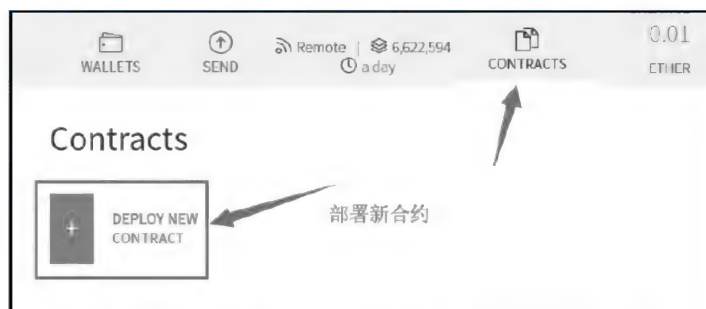 0.01
Remote | 6,622,594
WALLETS SEND a day CONTRACTS ETHER
Contracts
DEPLOY NEW
CONTRACT
部署新合约